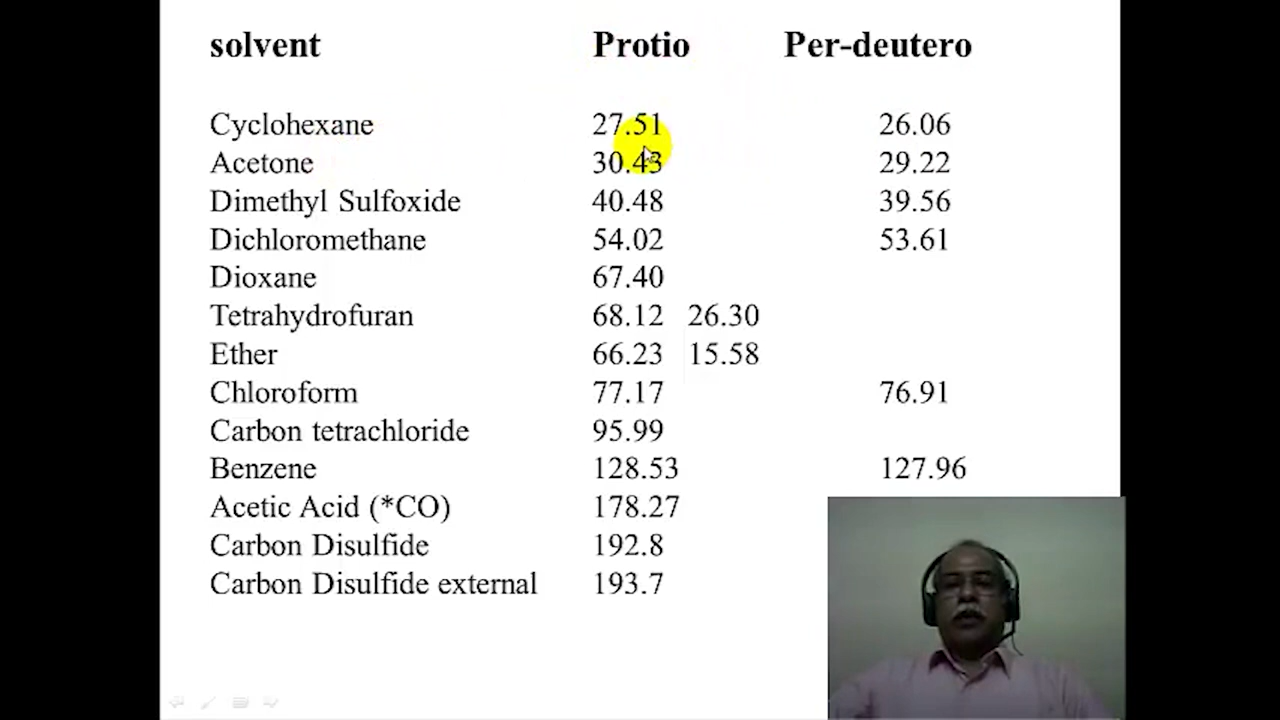 solvent Protio Per-deutero
Cyclohexane 27.51 26.06
Acetone 30.43 29.22
Dimethyl Sulfoxide 40.48 39.56
Dichloromethane 54.02 53.61
Dioxane 67.40
Tetrahydrofuran 68.12 26.30
Ether 66.23 15.58
Chloroform 77.17 76.91
Carbon tetrachloride 95.99
Benzene 128.53 127.96
Acetic Acid (*CO) 178.27
Carbon Disulfide 192.8
Carbon Disulfide external 193.7